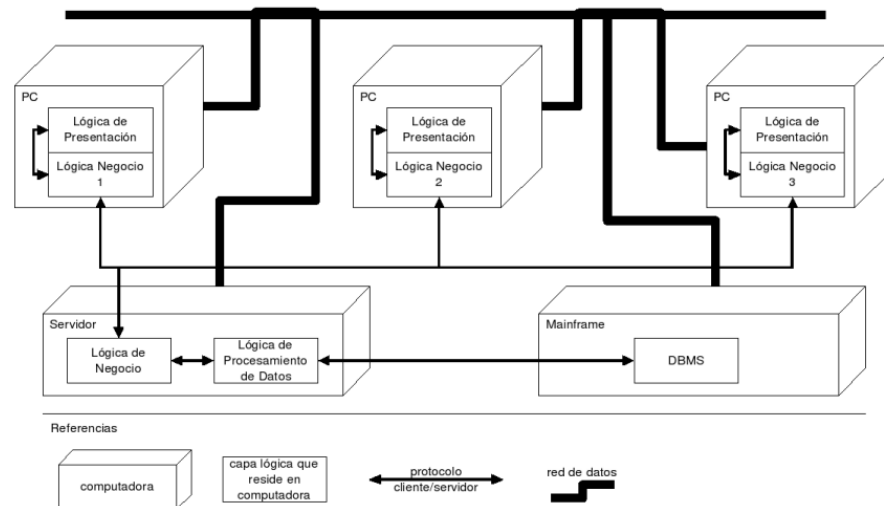 PC
Lógica de
Presentación
Lógica Negocio
1
PC
Lógica de
Presentación
Lógica Negocio
2
PC
Lógica de
Presentación
Lógica Negocio
3
Servidor
Lógica de
Negocio
Lógica de
Procesamiento
de Datos
Mainframe
DBMS
Referencias
computadora
capa lógica que
reside en
computadora
protocolo
cliente/servidor
red de datos